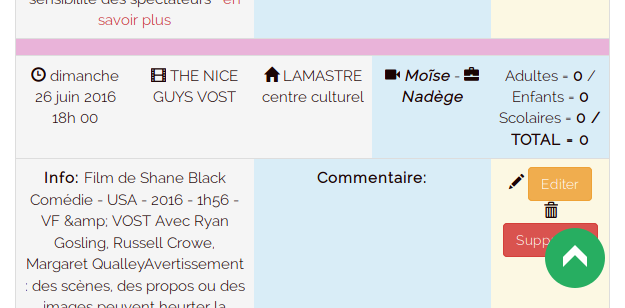 sensibilité des spectateurs" en
savoir plus
dimanche
26 juin 2016
18h 00
THE NICE
GUYS VOST
LAMASTRE
centre culturel
Moïse -
Nadège
Adultes = 0 /
Enfants = 0
Scolaires = 0 /
TOTAL = 0
Info: Film de Shane Black
Comédie - USA - 2016 - 1h56 -
VF &amp; VOST Avec Ryan
Gosling, Russell Crowe,
Margaret QualleyAvertissement
: des scènes, des propos ou des
images peuvent heurter la
Commentaire:
Editer